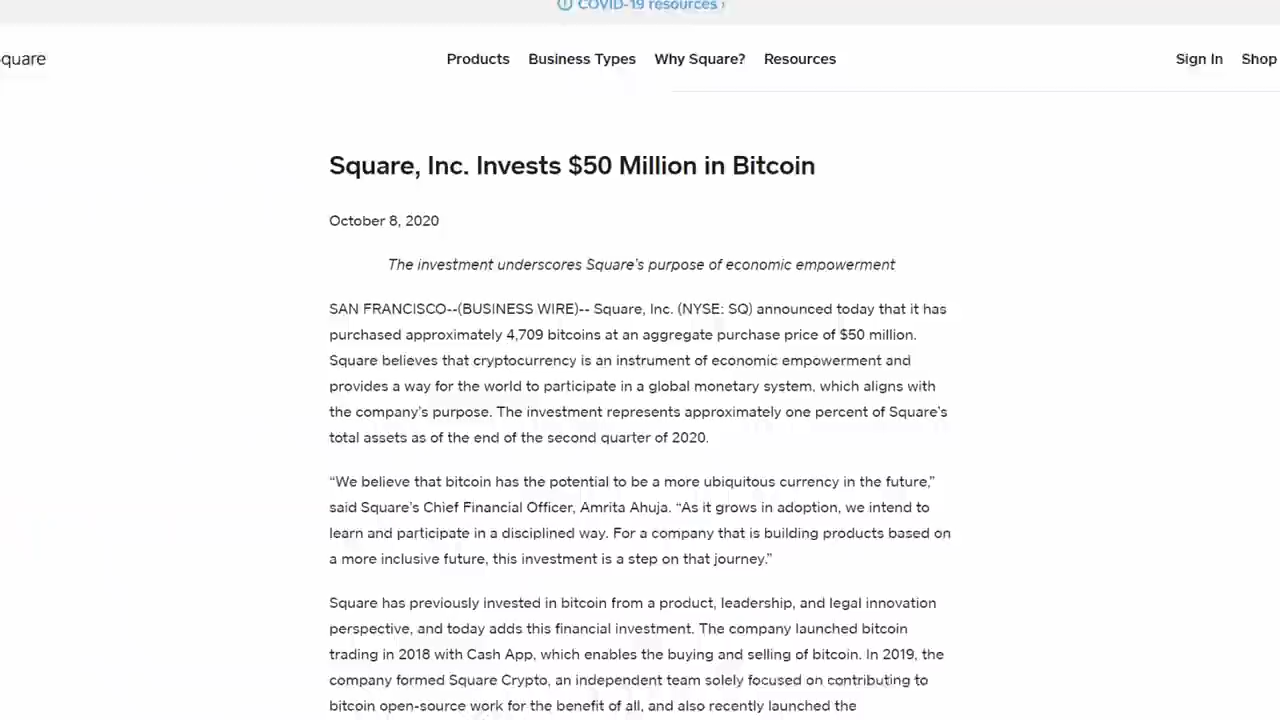 COVID-19 resources ›
quare
Products Business Types Why Square? Resources
Sign In Shop
Square, Inc. Invests $50 Million in Bitcoin
October 8, 2020
The investment underscores Square's purpose of economic empowerment
SAN FRANCISCO--(BUSINESS WIRE)-- Square, Inc. (NYSE: SQ) announced today that it has
purchased approximately 4,709 bitcoins at an aggregate purchase price of $50 million.
Square believes that cryptocurrency is an instrument of economic empowerment and
provides a way for the world to participate in a global monetary system, which aligns with
the company's purpose. The investment represents approximately one percent of Square's
total assets as of the end of the second quarter of 2020.
“We believe that bitcoin has the potential to be a more ubiquitous currency in the future,”
said Square's Chief Financial Officer, Amrita Ahuja. “As it grows in adoption, we intend to
learn and participate in a disciplined way. For a company that is building products based on
a more inclusive future, this investment is a step on that journey.”
Square has previously invested in bitcoin from a product, leadership, and legal innovation
perspective, and today adds this financial investment. The company launched bitcoin
trading in 2018 with Cash App, which enables the buying and selling of bitcoin. In 2019, the
company formed Square Crypto, an independent team solely focused on contributing to
bitcoin open-source work for the benefit of all, and also recently launched the